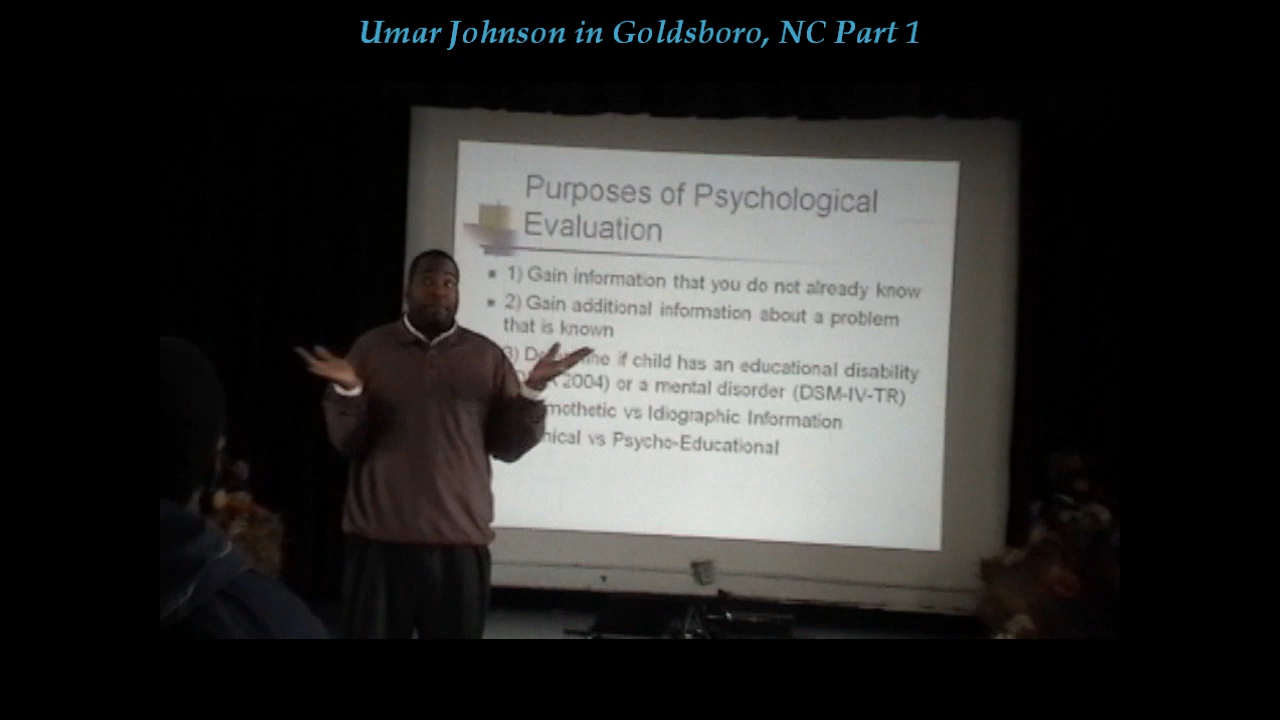 Umar Johnson in Goldsboro, NC Part 1
Purposes of Psychological
Evaluation
1) Gain information that you do not already know
2) Gain additional information about a problem
that is known
3) if child has an educational disability
2004) or a mental disorder (DSM-IV-TR)
vs Idiographic Information
vs Psycho-Educational